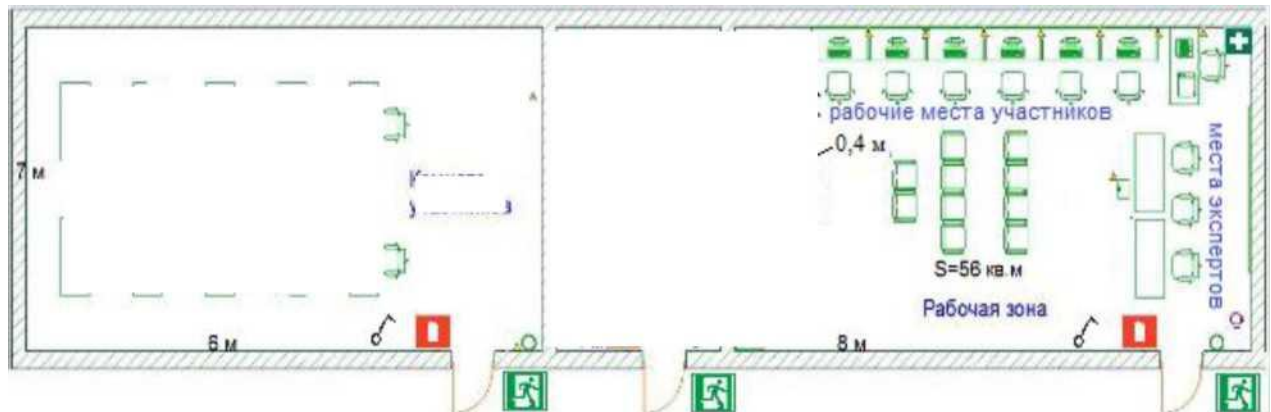 рабочие места участников
0,4 м
7 м
места экспертов
S=56 кв.м
Рабочая зона
6 м
8 м